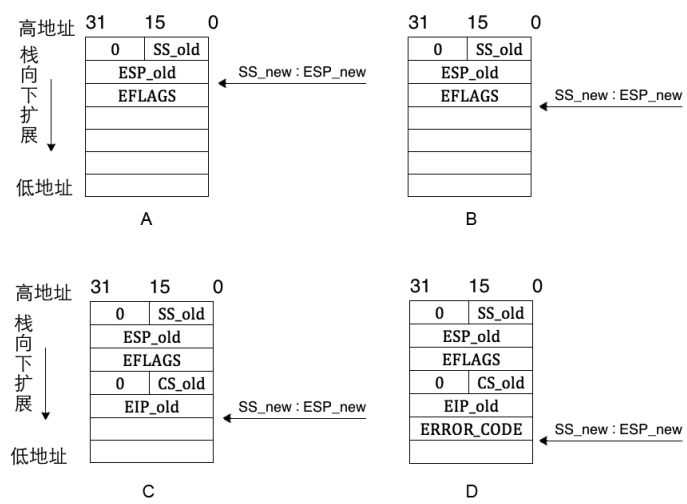 高地址 31 15 0 31 15 0
栈向下扩展
0 SS_old 0 SS_old
ESP_old ESP_old
SS_new : ESP_new
EFLAGS EFLAGS
SS_new : ESP_new
低地址
A B
高地址 31 15 0 31 15 0
栈向下扩展
0 SS_old 0 SS_old
ESP_old ESP_old
EFLAGS EFLAGS
0 CS_old 0 CS_old
EIP_old EIP_old
SS_new : ESP_new
ERROR_CODE
SS_new : ESP_new
低地址
C D